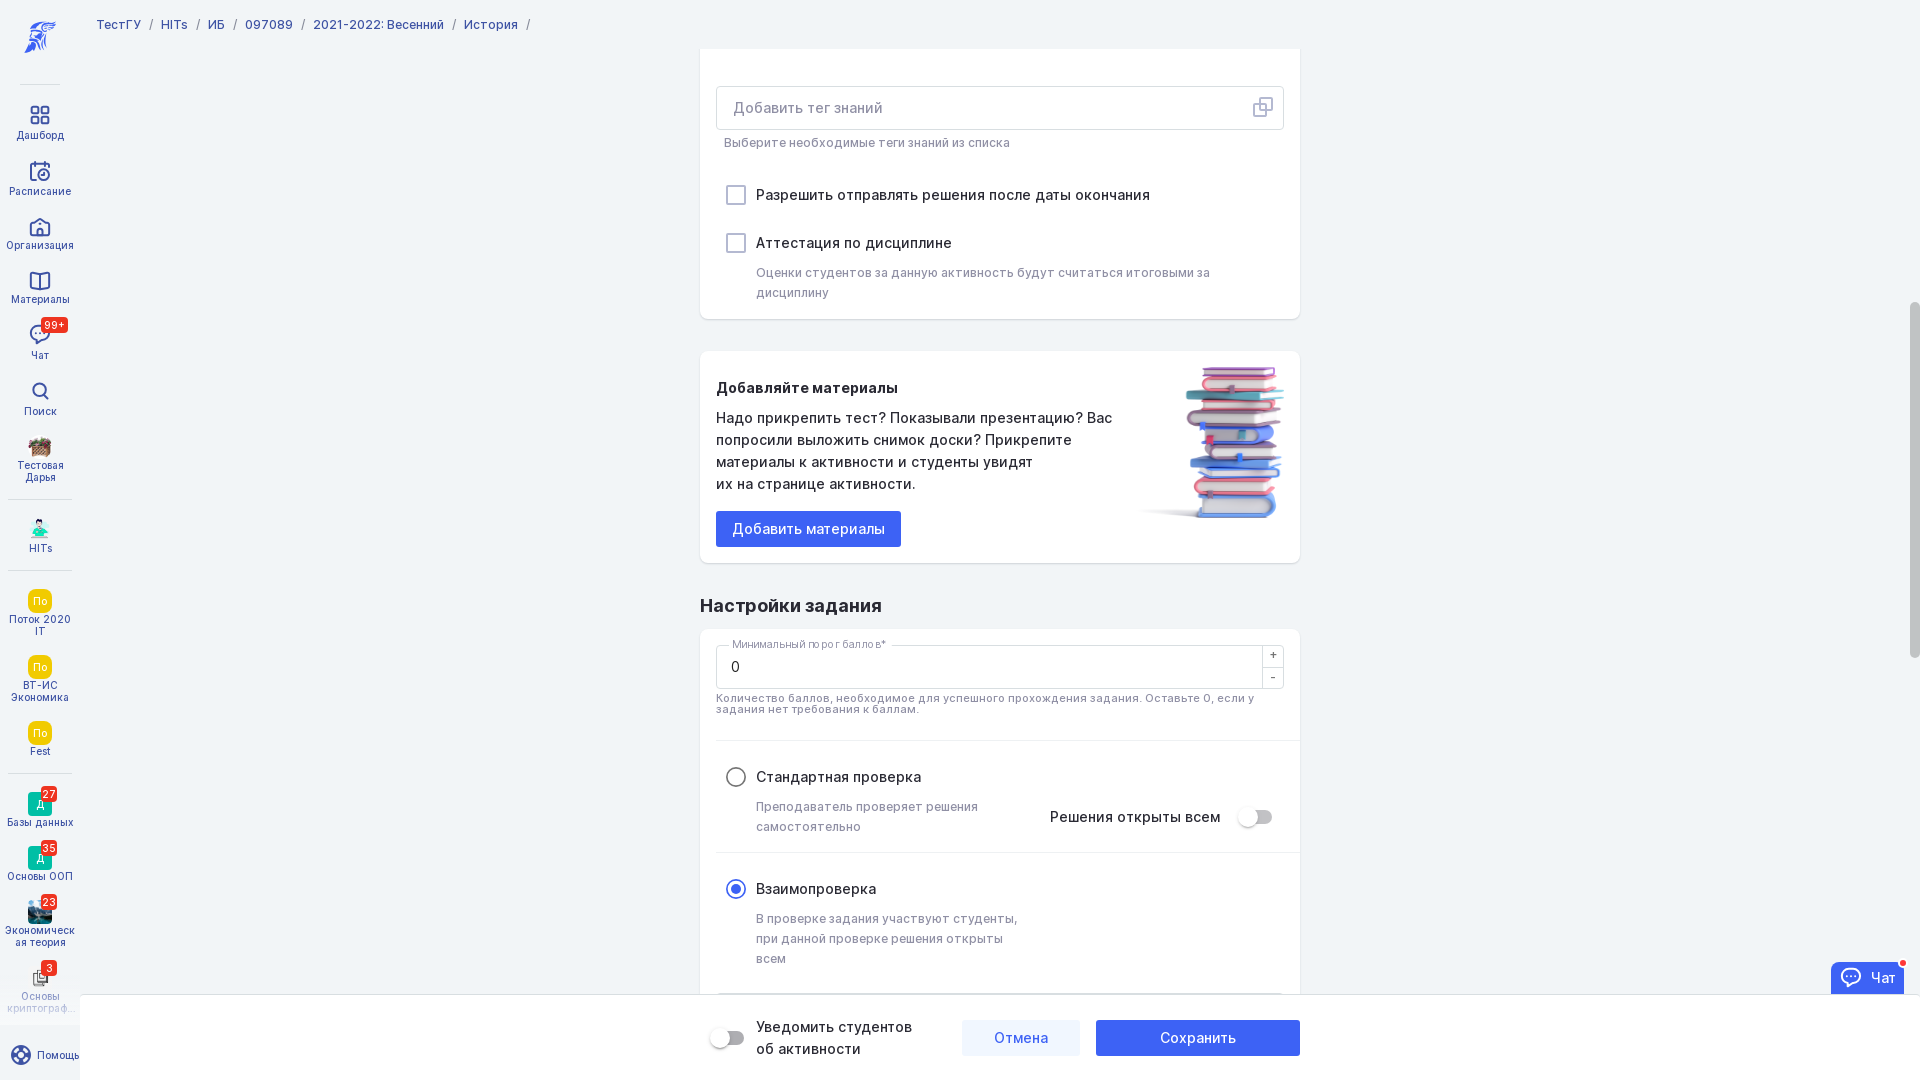 ТестГУ / HITs / ИБ / 097089 / 2021-2022: Весенний / История /
Дашборд
Расписание
Организация
Материалы
99+
Чат
Поиск
Тестовая
Дарья
HITs
По
Поток 2020
IT
По
ВТ-ИС
Экономика
По
Fest
27
Д
Базы данных
35
Д
Основы ООП
23
Экономическ
ая теория
3
Основы
криптограф...
Помощь
Добавить тег знаний
Выберите необходимые теги знаний из списка
Разрешить отправлять решения после даты окончания
Аттестация по дисциплине
Оценки студентов за данную активность будут считаться итоговыми за
дисциплину
Добавляйте материалы
Надо прикрепить тест? Показывали презентацию? Вас
попросили выложить снимок доски? Прикрепите
материалы к активности и студенты увидят
их на странице активности.
Добавить материалы
Настройки задания
Минимальный порог баллов*
0
+
-
Количество баллов, необходимое для успешного прохождения задания. Оставьте 0, если у
задания нет требования к баллам.
Стандартная проверка
Преподаватель проверяет решения
самостоятельно
Решения открыты всем
Взаимопроверка
В проверке задания участвуют студенты,
при данной проверке решения открыты
всем
Чат
Уведомить студентов
об активности
Отмена
Сохранить